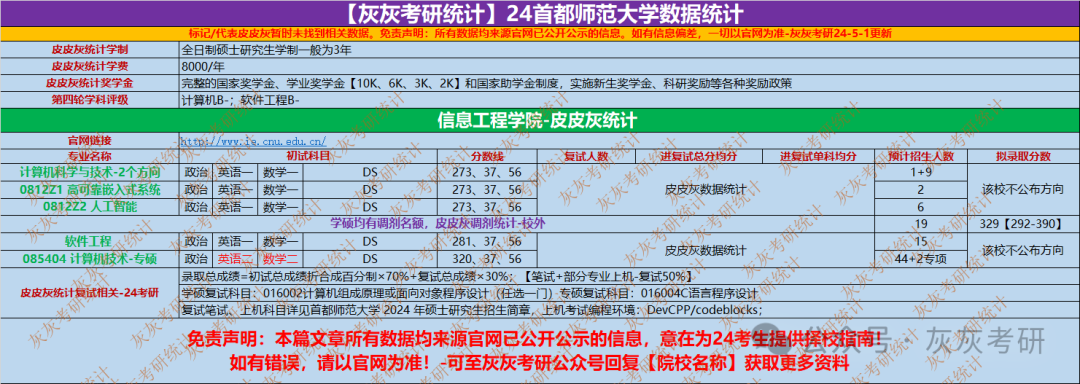 【灰灰考研统计】24首都师范大学数据统计
标记/代表皮皮灰暂时未找到相关数据。免责声明：所有数据均来源官网已公开公示的信息。如有信息偏差，一切以官网为准-灰灰考研24-5-1更新
皮皮灰统计学制 全日制硕士研究生学制一般为3年
皮皮灰统计学费 8000/年
皮皮灰统计奖学金 完整的国家奖学金、学业奖学金【10K、6K、3K、2K】和国家助学金制度，实施新生奖学金、科研奖励等各种奖励政策
第四轮学科评级 计算机B-；软件工程B-
信息工程学院-皮皮灰统计
官网链接 http://www.ie.cnu.edu.cn/
专业名称 初试科目 分数线 复试人数 进复试总分均分 进复试单科均分 预计招生人数 拟录取分数
计算机科学与技术-2个方向 政治 英语一 数学一 DS 273、37、56 1+9
0812Z1 高可靠嵌入式系统 政治 英语一 数学一 DS 273、37、56 皮皮灰数据统计 2 该校不公布方向
0812Z2 人工智能 政治 英语一 数学一 DS 273、37、56 6
学硕均有调剂名额，皮皮灰调剂统计-校外 19 329【292-390】
软件工程 政治 英语一 数学一 DS 281、37、56 皮皮灰数据统计 15 该校不公布方向
085404 计算机技术-专硕 政治 英语二 数学二 DS 320、37、56 44+2专项
皮皮灰统计复试相关-24考研
录取总成绩=初试总成绩折合成百分制×70%+复试总成绩×30%；【笔试+部分专业上机-复试50%】
学硕复试科目：016002计算机组成原理或面向对象程序设计（任选一门）专硕复试科目：016004C语言程序设计
复试笔试、上机科目详见首都师范大学 2024 年硕士研究生招生简章，上机考试编程环境：DevCPP/codeblocks；
免责声明：本篇文章所有数据均来源官网已公开公示的信息，意在为24考生提供择校指南！
如有错误，请以官网为准！-可至灰灰考研公众号回复【院校名称】获取更多资料
公众号·灰灰考研
灰灰考研统计